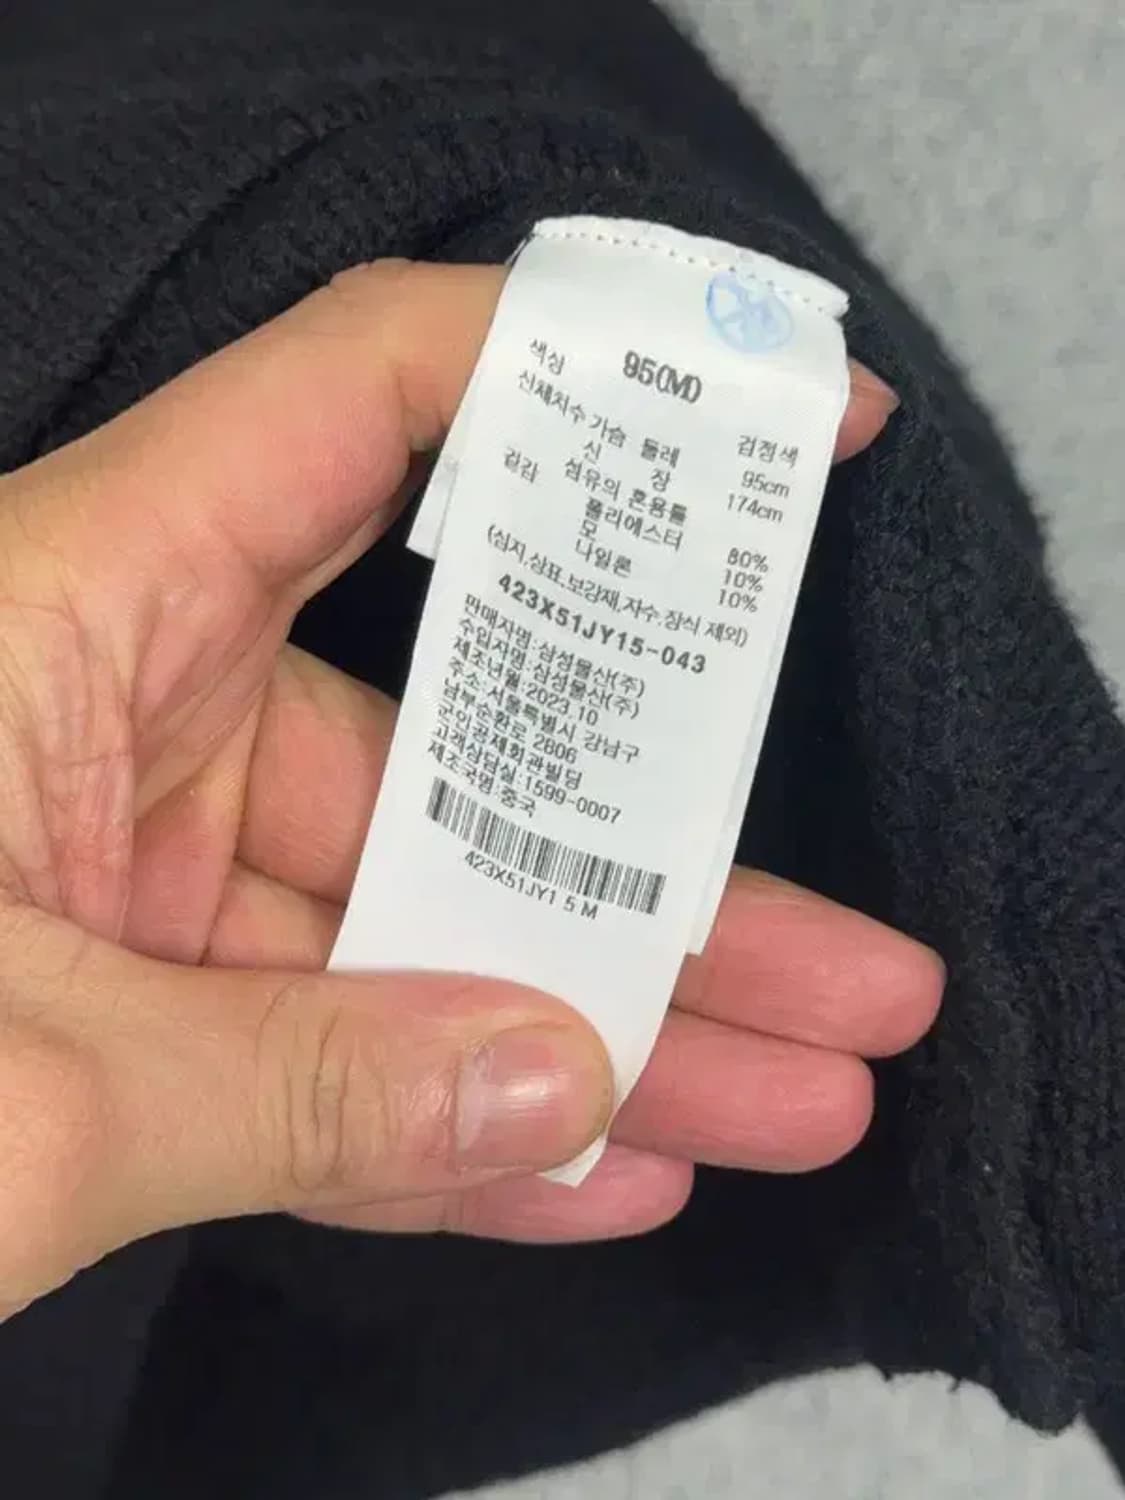 95(M)
색상 검정색
신체치수 가슴 둘레 95cm
신 장 174cm
겉감 섬유의 혼용률
폴리에스터 80%
모 10%
나일론 10%
(심지,상표,보강재,자수,장식 제외)
423X51JY15-043
판매자명:삼성물산(주)
수입자명:삼성물산(주)
제조년월:2023.10
주소:서울특별시 강남구
남부순환로 2806
군인공제회관빌딩
고객상담실:1599-0007
제조국명:중국
423X51JY1 5 M